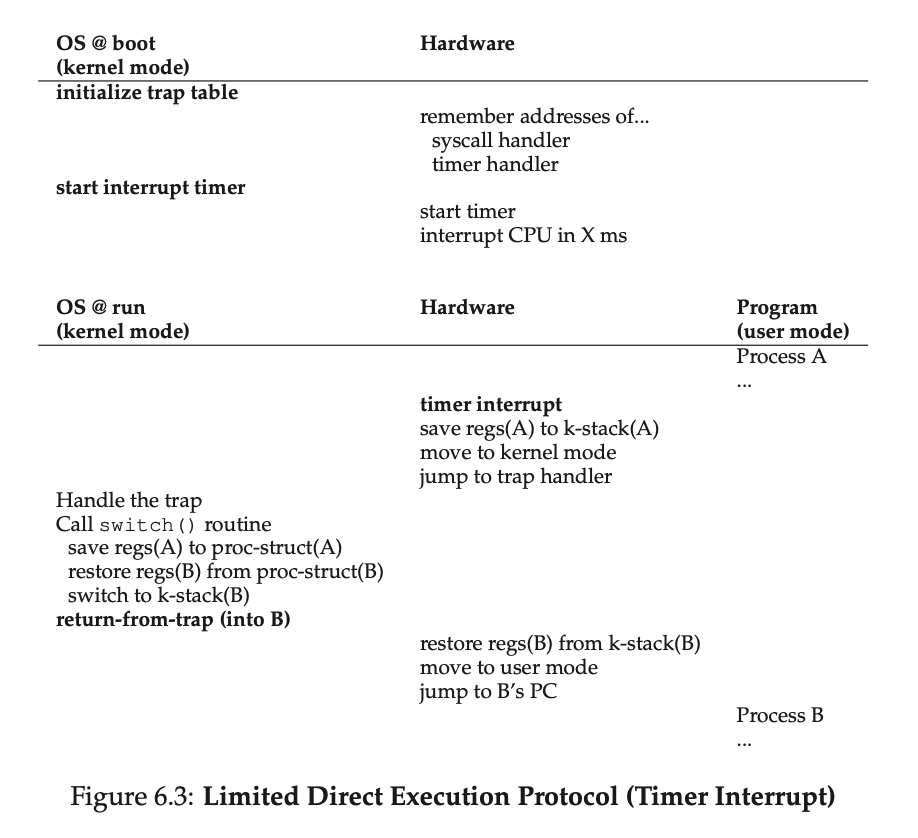 OS @ boot Hardware
(kernel mode)
initialize trap table
remember addresses of...
syscall handler
timer handler
start interrupt timer
start timer
interrupt CPU in X ms
OS @ run Hardware Program
(kernel mode) (user mode)
Process A
...
timer interrupt
save regs(A) to k-stack(A)
move to kernel mode
jump to trap handler
Handle the trap
Call switch() routine
save regs(A) to proc-struct(A)
restore regs(B) from proc-struct(B)
switch to k-stack(B)
return-from-trap (into B)
restore regs(B) from k-stack(B)
move to user mode
jump to B's PC
Process B
...
Figure 6.3: Limited Direct Execution Protocol (Timer Interrupt)